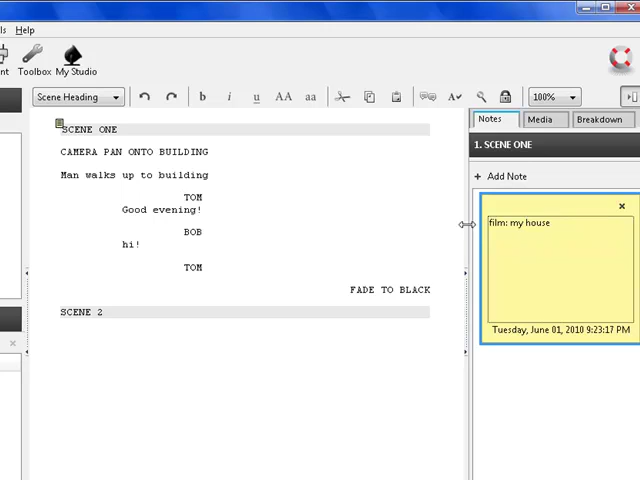 ls Help
nt Toolbox My Studio
Scene Heading b i u AA aa A 100%
Notes Media Breakdown
1. SCENE ONE
+ Add Note
film: my house
Tuesday, June 01, 2010 9:23:17 PM
SCENE ONE
CAMERA PAN ONTO BUILDING
Man walks up to building
TOM
Good evening!
BOB
hi!
TOM
FADE TO BLACK
SCENE 2